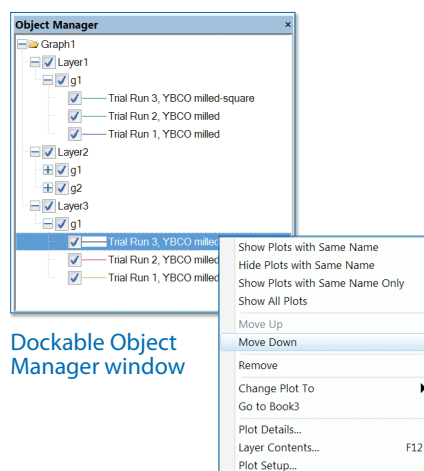 Object Manager
×
Graph1
Layer1
g1
Trial Run 3, YBCO milled-square
Trial Run 2, YBCO milled
Trial Run 1, YBCO milled
Layer2
g1
g2
Layer3
g1
Trial Run 3, YBCO milled
Trial Run 2, YBCO milled
Trial Run 1, YBCO milled
Show Plots with Same Name
Hide Plots with Same Name
Show Plots with Same Name Only
Show All Plots
Move Up
Move Down
Remove
Change Plot To
Go to Book3
Plot Details...
Layer Contents... F12
Plot Setup...
Dockable Object
Manager window